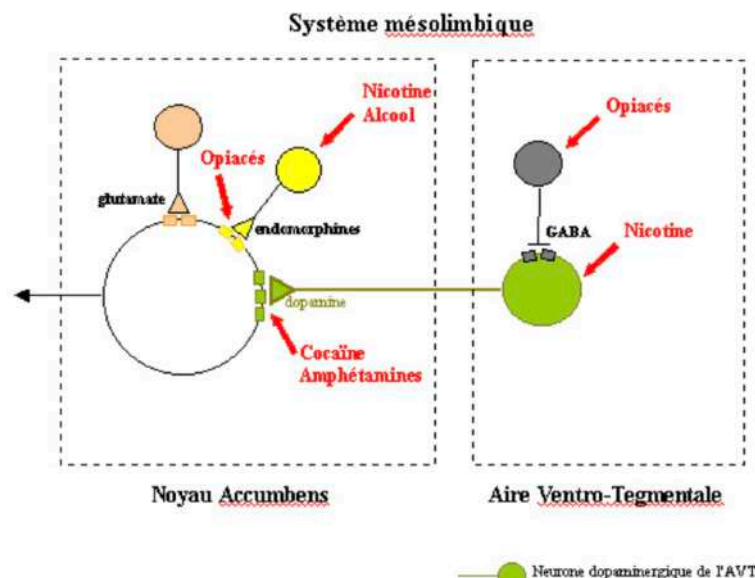 Système mésolimbique
Nicotine
Alcool
Opiacés
Opiacés
glutamate
endomorphines
GABA
Nicotine
dopamine
Cocaïne
Amphétamines
Noyau Accumbens
Aire Ventro-Tegmentale
Neurone dopaminergique de l'AVT